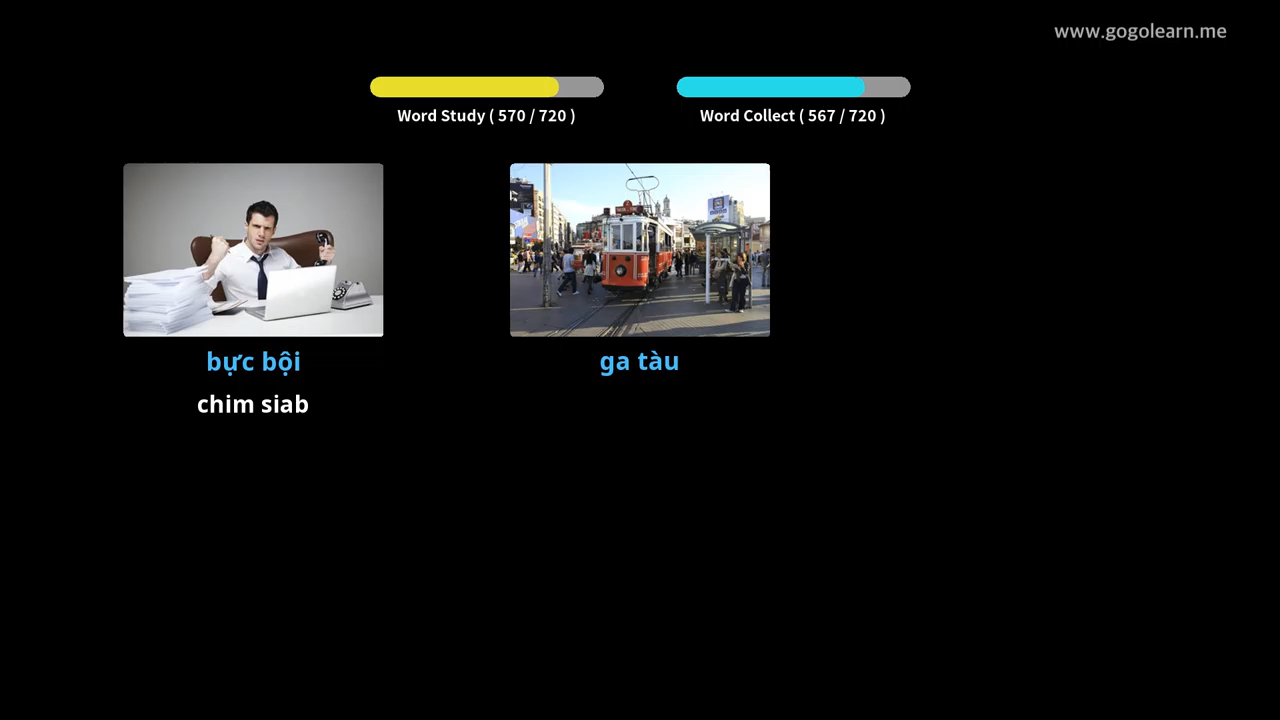 www.gogolearn.me
Word Study ( 570 / 720 )
Word Collect ( 567 / 720 )
bực bội
ga tàu
chim siab